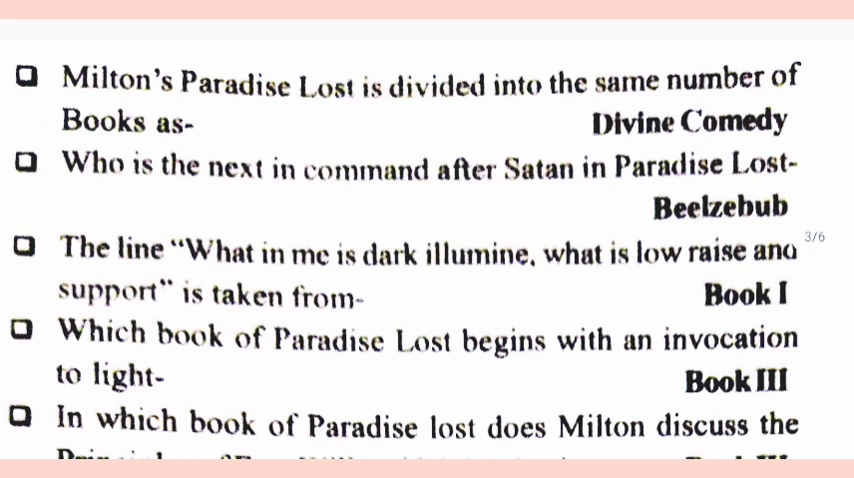 ❑ Milton's Paradise Lost is divided into the same number of
Books as- Divine Comedy
❑ Who is the next in command after Satan in Paradise Lost-
Beelzebub
❑ The line “What in me is dark illumine, what is low raise and
3/6
support” is taken from- Book I
❑ Which book of Paradise Lost begins with an invocation
to light- Book III
❑ In which book of Paradise lost does Milton discuss the